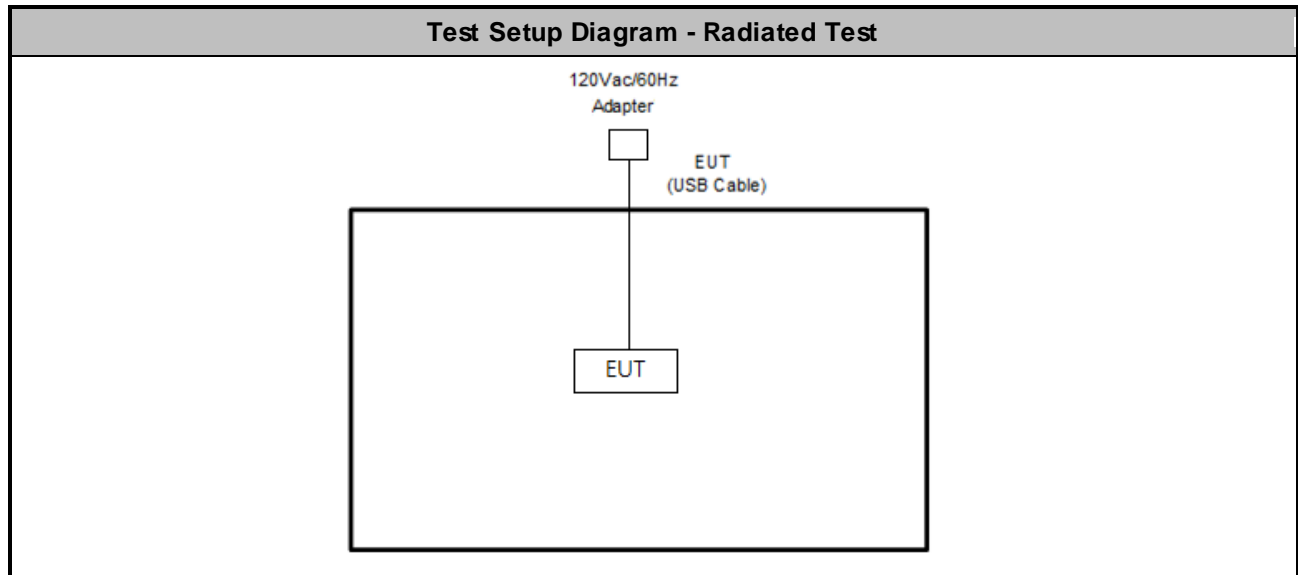 Test Setup Diagram - Radiated Test
120Vac/60Hz
Adapter
EUT
(USB Cable)
EUT